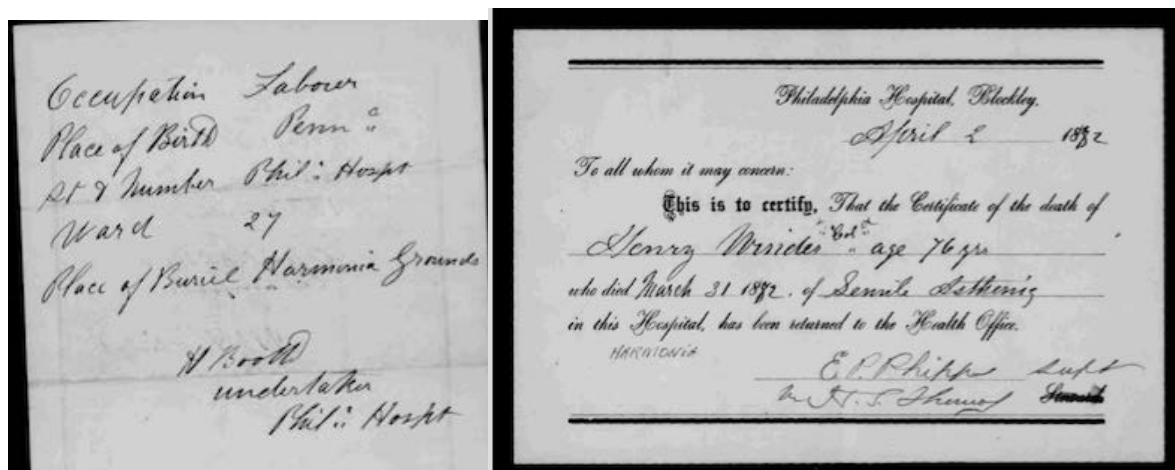 Occupation Labourer
Place of Birth Penn a
St & Number Phil a Hospt
Ward 27
Place of Buriel Harmonia Grounds
H Booth
undertaker
Phil a Hospt
Philadelphia Hospital, Blockley.
April 2 1882
To all whom it may concern:
This is to certify, That the Certificate of the death of
Henry Winder "Col" age 76 yrs
who died March 31 1882. of Senile Asthenia
in this Hospital, has been returned to the Health Office.
HARMONIA
E. P. Phipps supt
H. S.
Steward